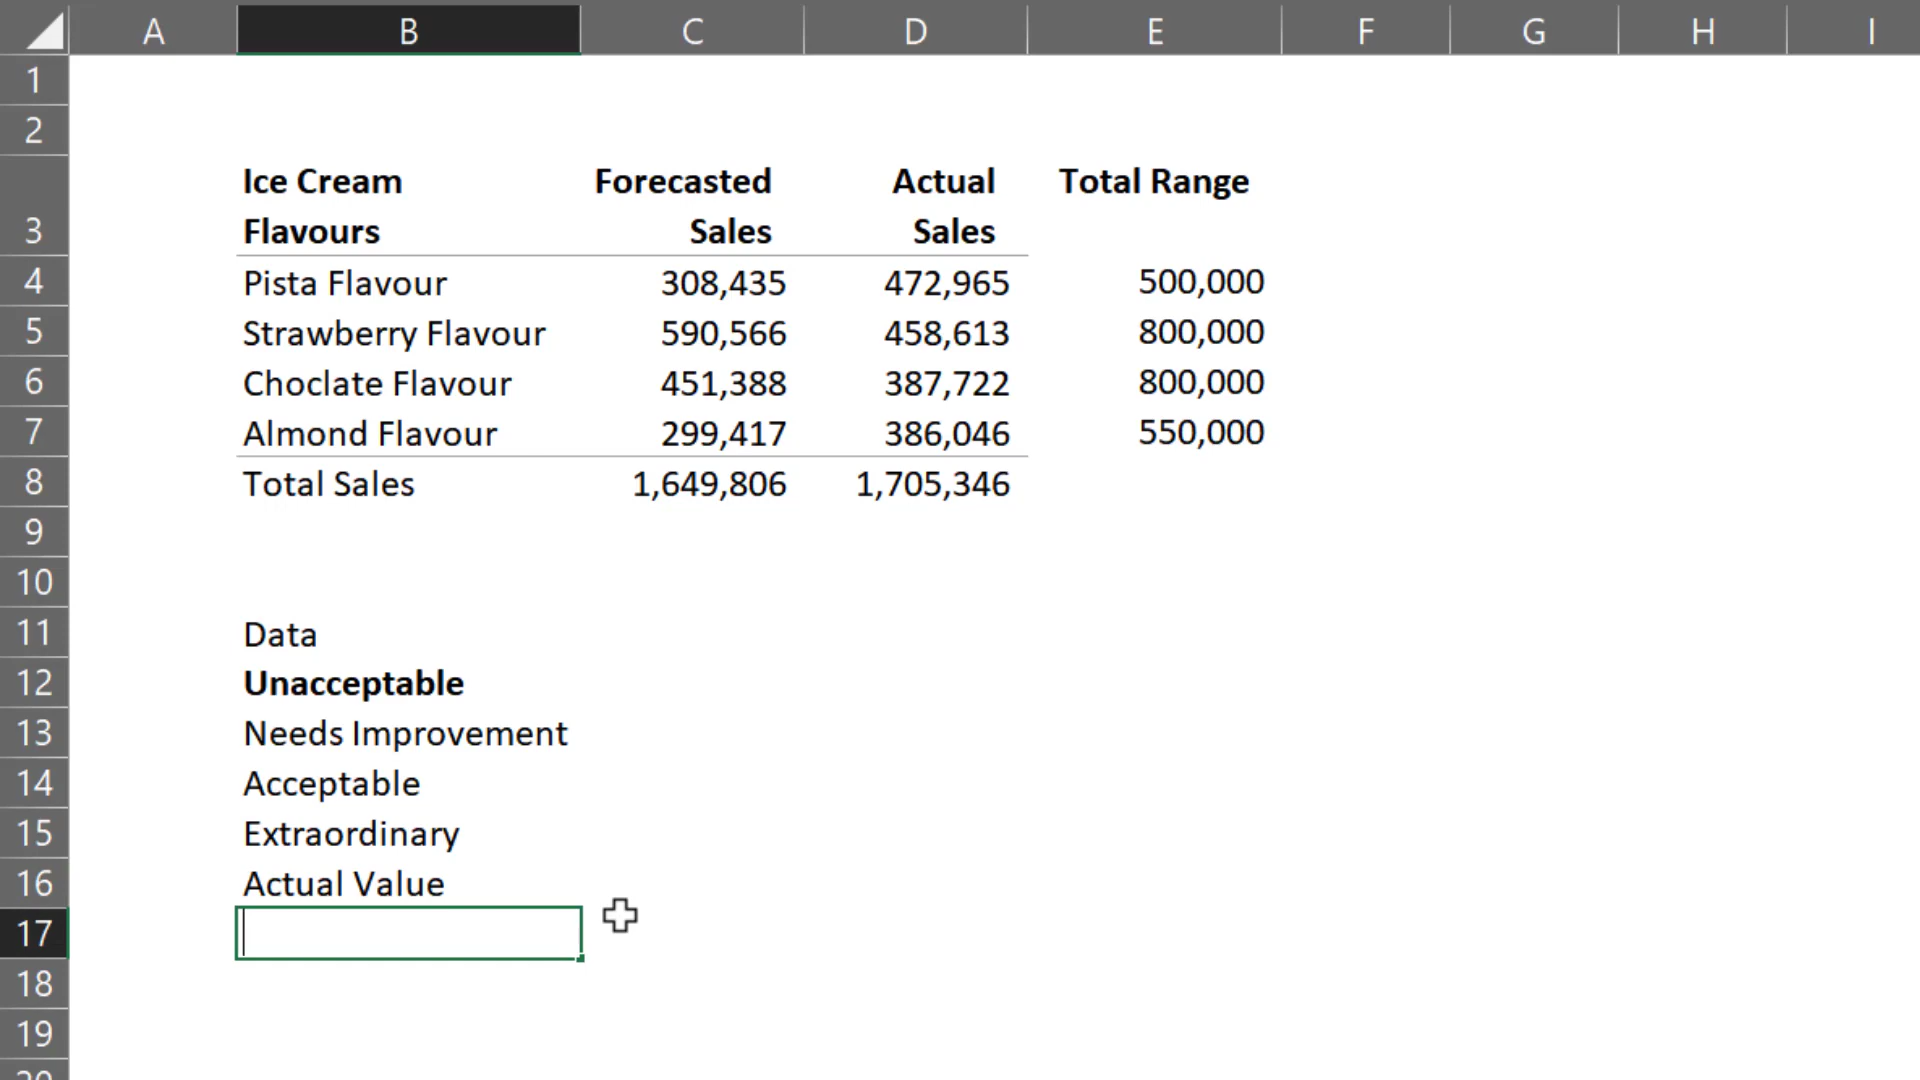 A B C D E F G H I
1
2
Ice Cream Forecasted Actual Total Range
3 Flavours Sales Sales
4 Pista Flavour 308,435 472,965 500,000
5 Strawberry Flavour 590,566 458,613 800,000
6 Choclate Flavour 451,388 387,722 800,000
7 Almond Flavour 299,417 386,046 550,000
8 Total Sales 1,649,806 1,705,346
9
10
11 Data
12 Unacceptable
13 Needs Improvement
14 Acceptable
15 Extraordinary
16 Actual Value
17
18
19
20